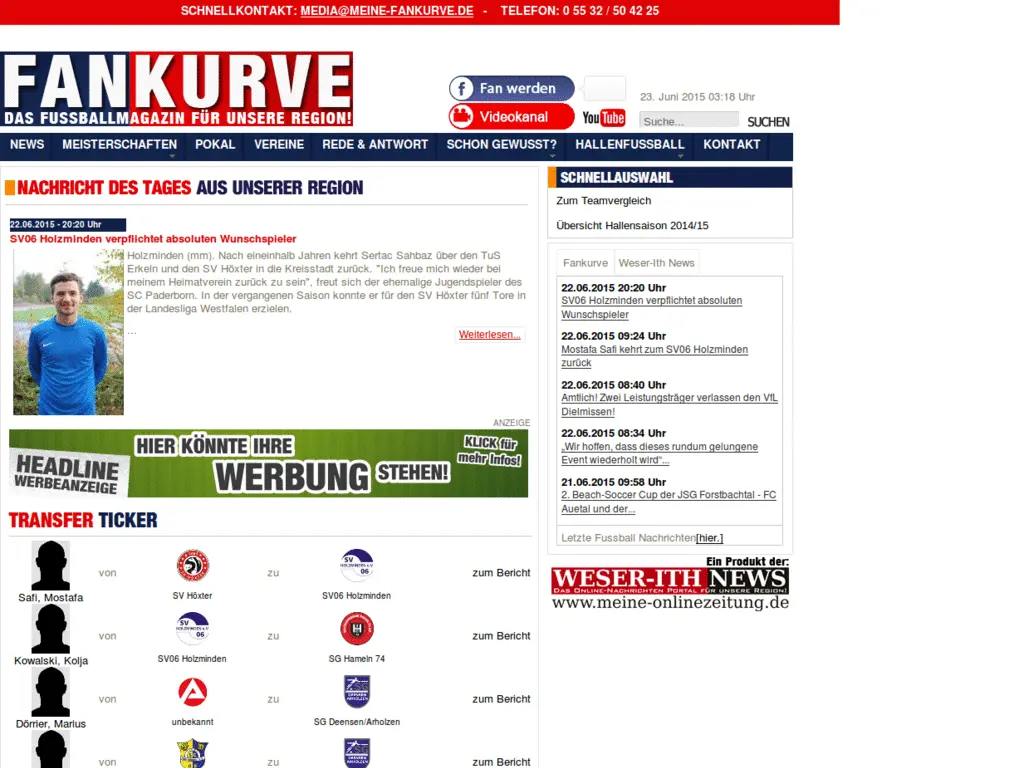 SCHNELLKONTAKT: MEDIA@MEINE-FANKURVE.DE - TELEFON: 0 55 32 / 50 42 25
FANKURVE
DAS FUSSBALLMAGAZIN FÜR UNSERE REGION!
Fan werden
Videokanal
YouTube
23. Juni 2015 03:18 Uhr
Suche...
SUCHEN
NEWS MEISTERSCHAFTEN POKAL VEREINE REDE & ANTWORT SCHON GEWUSST? HALLENFUSSBALL KONTAKT
NACHRICHT DES TAGES AUS UNSERER REGION
22.06.2015 - 20:20 Uhr
SV06 Holzminden verpflichtet absoluten Wunschspieler
Holzminden (mm). Nach eineinhalb Jahren kehrt Sertac Sahbaz über den TuS
Erkeln und den SV Höxter in die Kreisstadt zurück. "Ich freue mich wieder bei
meinem Heimatverein zurück zu sein", freut sich der ehemalige Jugendspieler des
SC Paderborn. In der vergangenen Saison konnte er für den SV Höxter fünf Tore in
der Landesliga Westfalen erzielen.
...
Weiterlesen...
ANZEIGE
HEADLINE
WERBEANZEIGE
HIER KÖNNTE IHRE
WERBUNG STEHEN!
KLICK für
mehr Infos!
TRANSFER TICKER
von zu zum Bericht
Safi, Mostafa SV Höxter SV06 Holzminden
von zu zum Bericht
Kowalski, Kolja SV06 Holzminden SG Hameln 74
von zu zum Bericht
Dörrier, Marius unbekannt SG Deensen/Arholzen
von zu zum Bericht
SCHNELLAUSWAHL
Zum Teamvergleich
Übersicht Hallensaison 2014/15
Fankurve Weser-Ith News
22.06.2015 20:20 Uhr
SV06 Holzminden verpflichtet absoluten
Wunschspieler
22.06.2015 09:24 Uhr
Mostafa Safi kehrt zum SV06 Holzminden
zurück
22.06.2015 08:40 Uhr
Amtlich! Zwei Leistungsträger verlassen den VfL
Dielmissen!
22.06.2015 08:34 Uhr
„Wir hoffen, dass dieses rundum gelungene
Event wiederholt wird“...
21.06.2015 09:58 Uhr
2. Beach-Soccer Cup der JSG Forstbachtal - FC
Auetal und der...
Letzte Fussball Nachrichten[hier.]
Ein Produkt der:
WESER-ITH NEWS
DAS ONLINE-NACHRICHTEN PORTAL FÜR UNSERE REGION!
www.meine-onlinezeitung.de